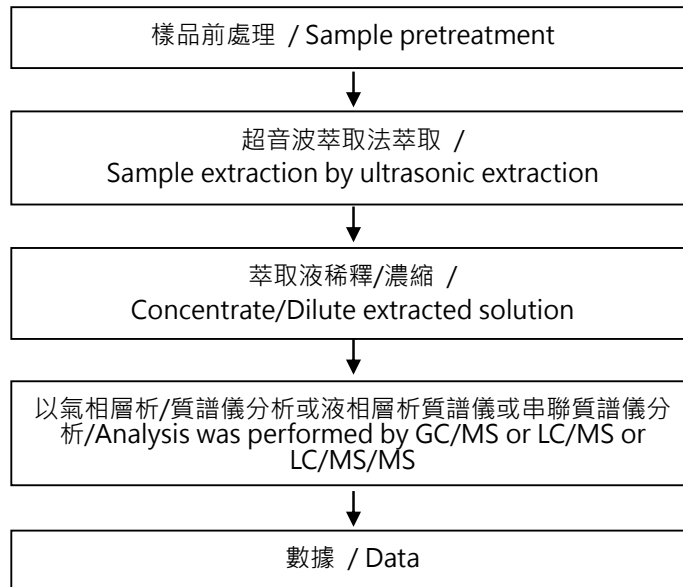 樣品前處理 / Sample pretreatment
超音波萃取法萃取 /
Sample extraction by ultrasonic extraction
萃取液稀釋/濃縮 /
Concentrate/Dilute extracted solution
以氣相層析/質譜儀分析或液相層析質譜儀或串聯質譜儀分
析/Analysis was performed by GC/MS or LC/MS or
LC/MS/MS
數據 / Data